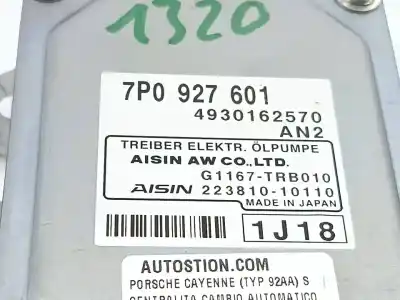 1320
7P0 927 601
4930162570
AN2
TREIBER ELEKTR. ÖLPUMPE
AISIN AW CO., LTD.
G1167-TRB010
AISIN 223810-10110
MADE IN JAPAN
1J18
AUTOSTION.COM
PORSCHE CAYENNE (TYP 92AA) S
CENTRALITA CAMBIO AUTOMATICO